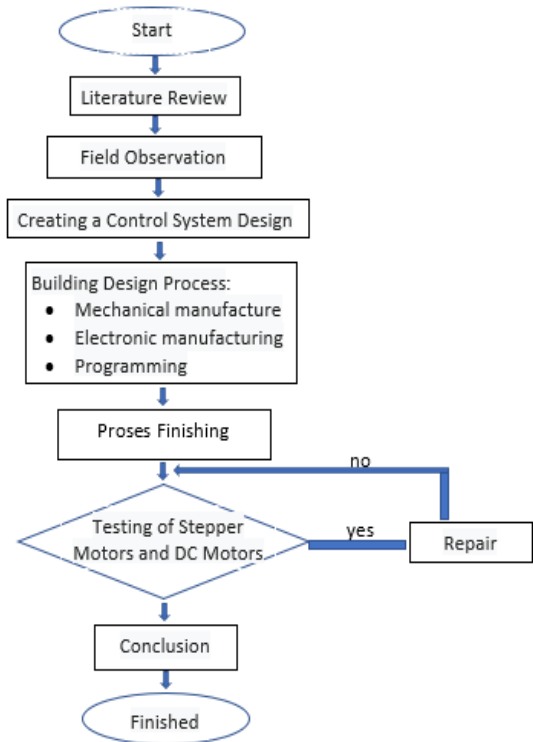 Start
Literature Review
Field Observation
Creating a Control System Design
Building Design Process:
• Mechanical manufacture
• Electronic manufacturing
• Programming
Proses Finishing
no
Testing of Stepper
Motors and DC Motors
yes
Repair
Conclusion
Finished